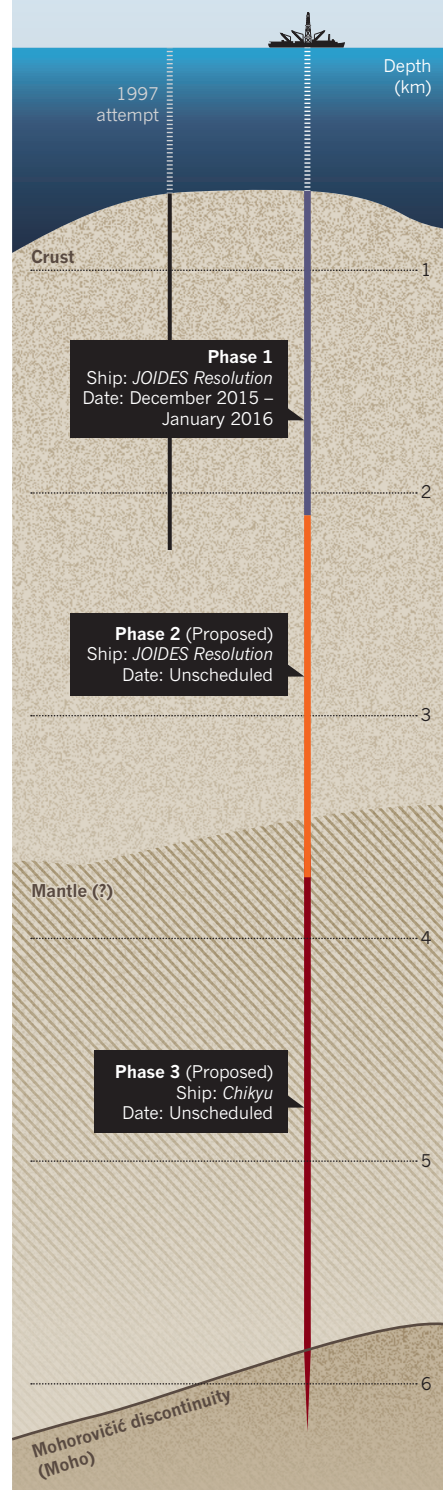 Depth
(km)
1997
attempt
Crust
1
Phase 1
Ship: JOIDES Resolution
Date: December 2015 –
January 2016
2
Phase 2 (Proposed)
Ship: JOIDES Resolution
Date: Unscheduled
3
Mantle (?)
4
Phase 3 (Proposed)
Ship: Chikyu
Date: Unscheduled
5
6
Mohorovičić discontinuity
(Moho)